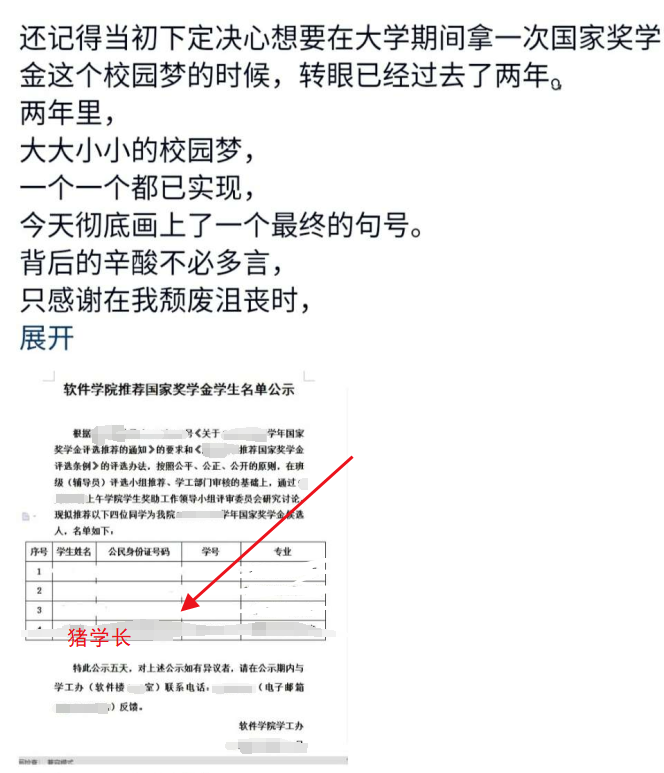 还记得当初下定决心想要在大学期间拿一次国家奖学
金这个校园梦的时候，转眼已经过去了两年。
两年里，
大大小小的校园梦，
一个一个都已实现，
今天彻底画上了一个最终的句号。
背后的辛酸不必多言，
只感谢在我颓废沮丧时，
展开
软件学院推荐国家奖学金学生名单公示
根据 号《关于 学年国家
奖学金评选推荐的通知》的要求和《 推荐国家奖学金
评选条例》的评选办法，按照公平、公正、公开的原则，在班
级（辅导员）评选小组推荐、学工部门审核的基础上，通过
上午学院学生奖助工作领导小组评审委员会研究讨论，
现拟推荐以下四位同学为我院 学年国家奖学金候选
人，名单如下：
序号 学生姓名 公民身份证号码 学号 专业
1
2
3
猪学长
特此公示五天，对上述公示如有异议者，请在公示期内与
学工办（软件楼 室）联系电话： （电子邮箱
）反馈。
软件学院学工办